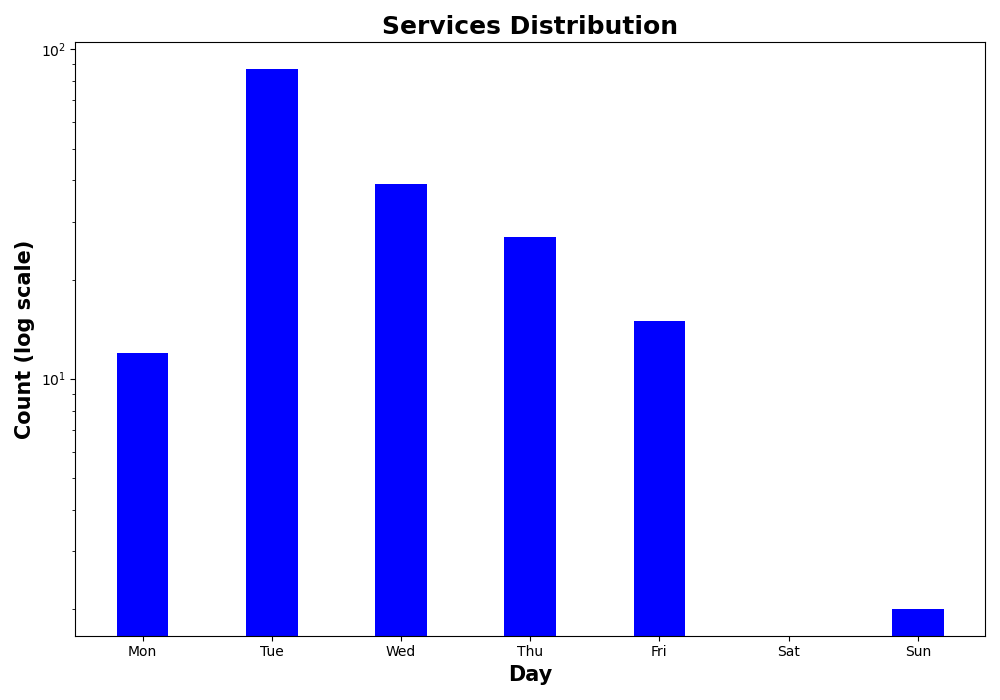 Services Distribution
10²
10¹
Count (log scale)
Mon Tue Wed Thu Fri Sat Sun
Day